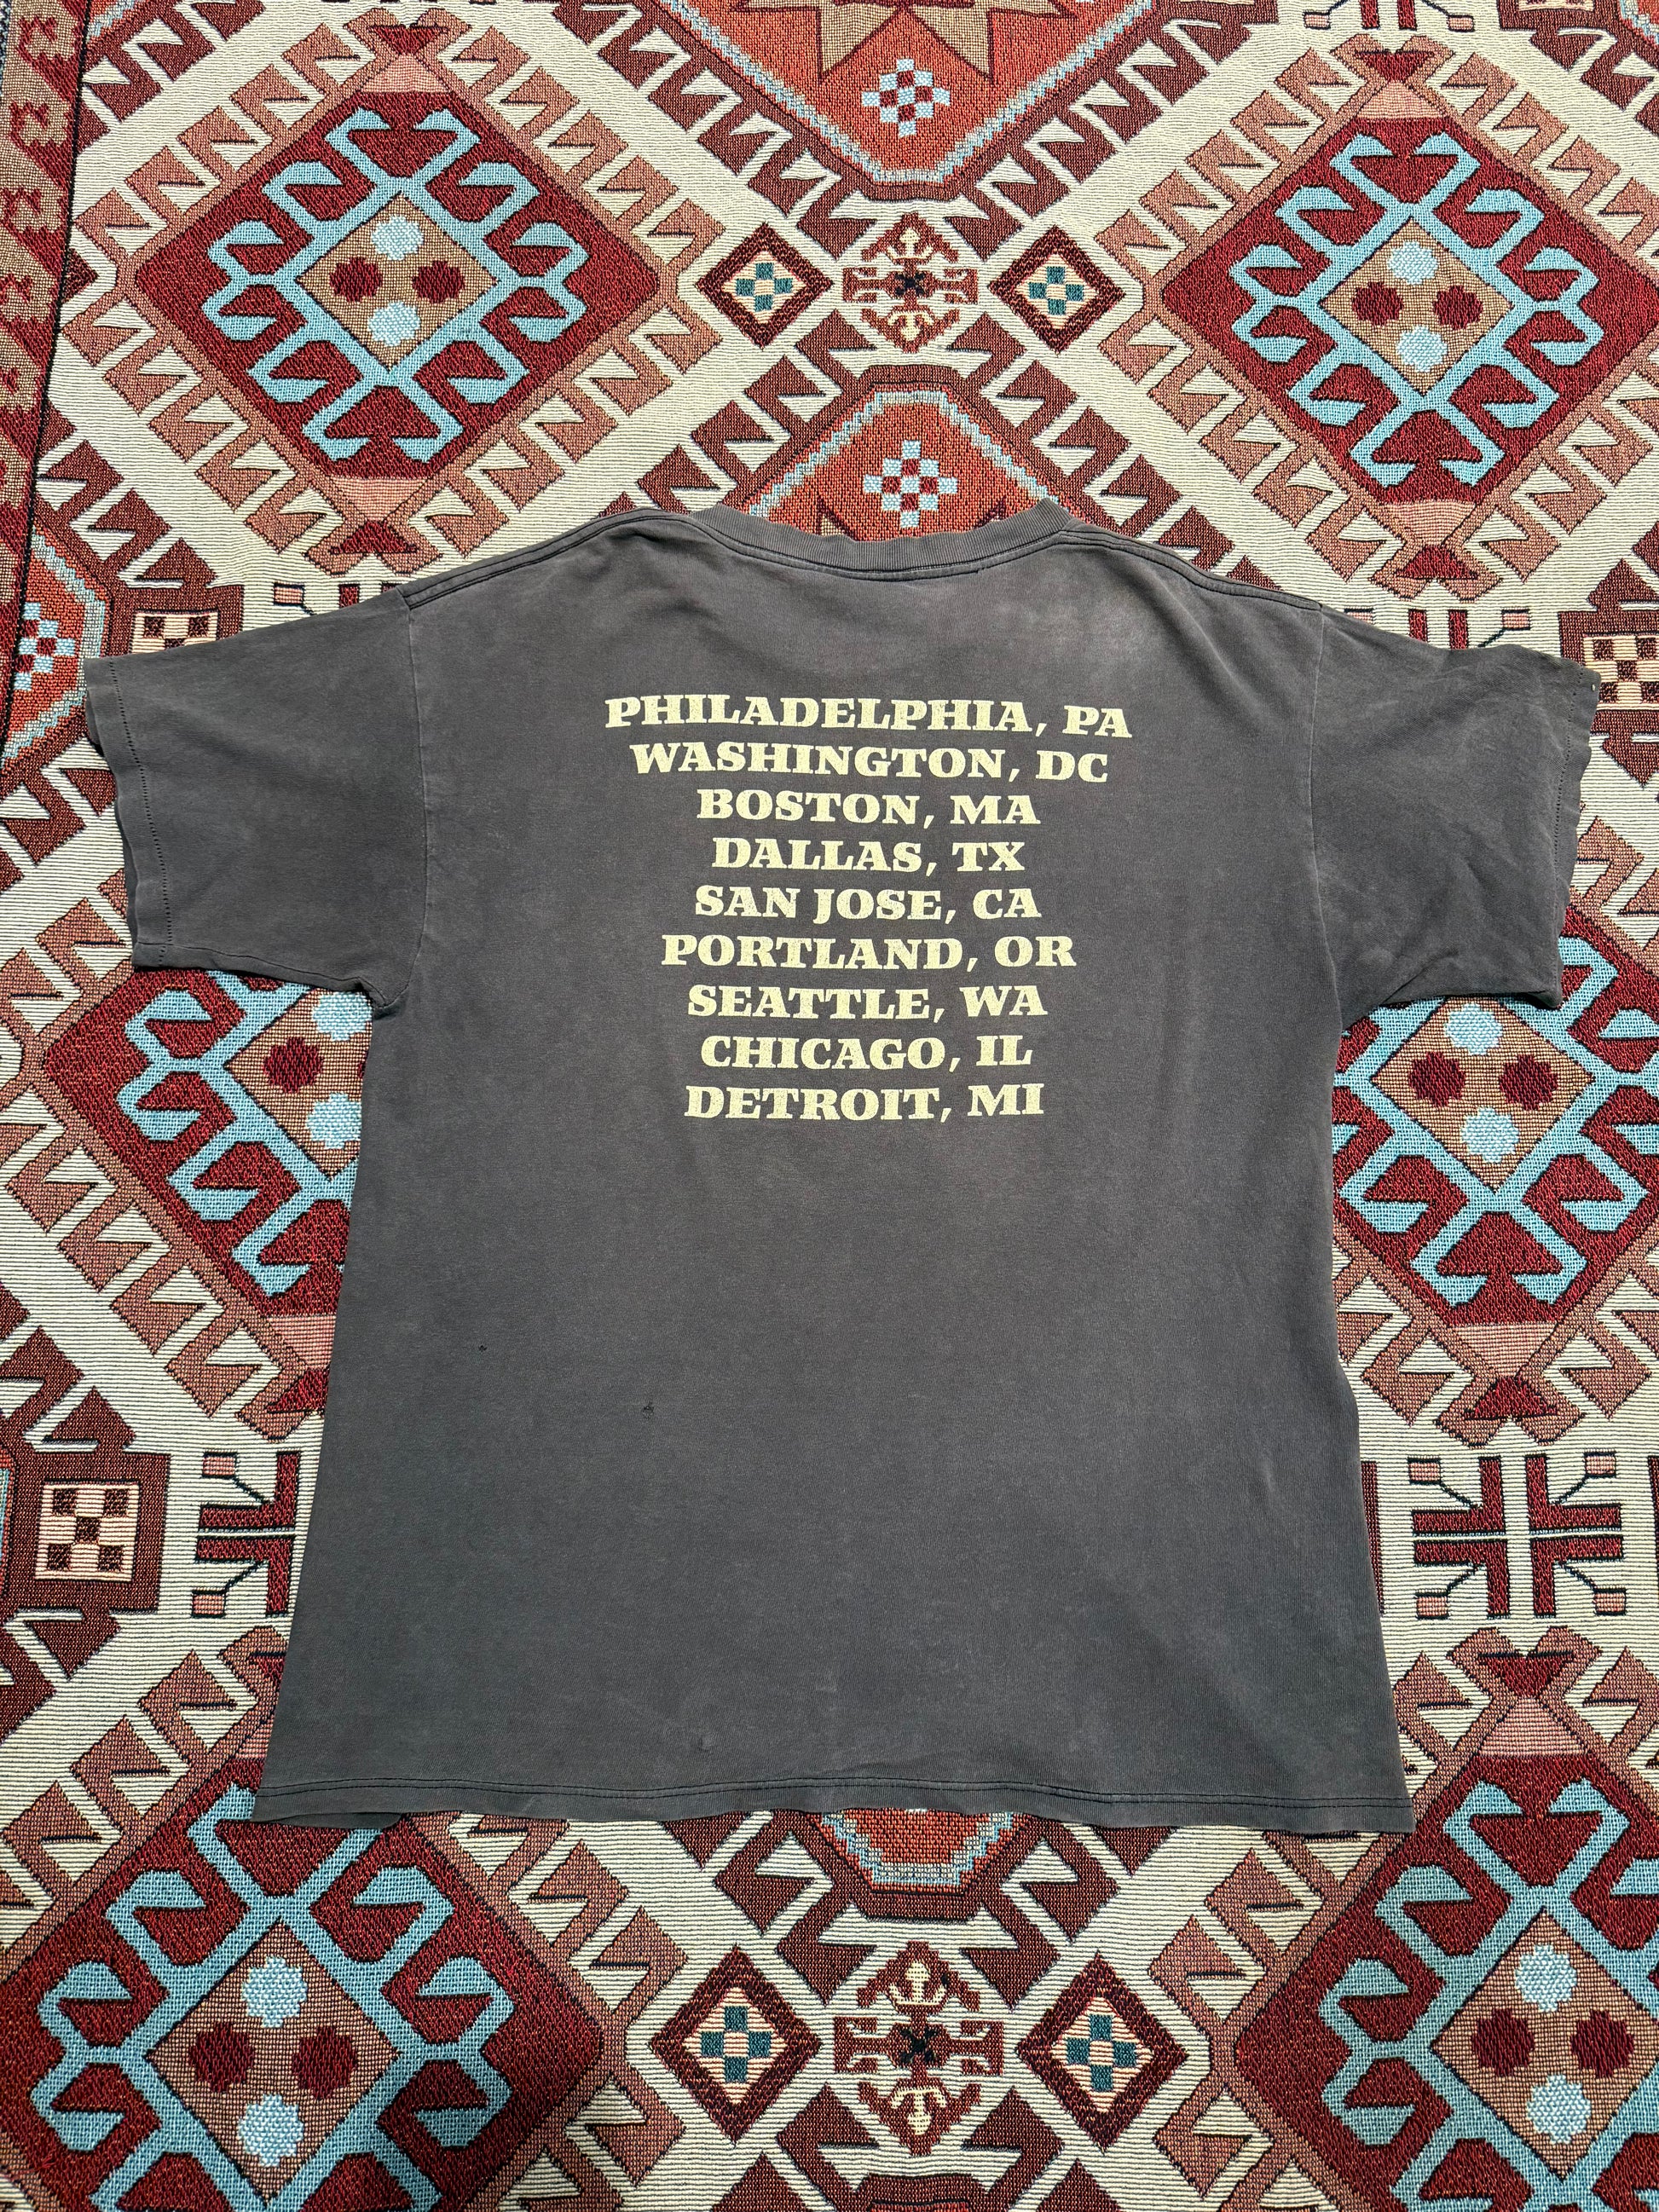 PHILADELPHIA, PA
WASHINGTON, DC
BOSTON, MA
DALLAS, TX
SAN JOSE, CA
PORTLAND, OR
SEATTLE, WA
CHICAGO, IL
DETROIT, MI